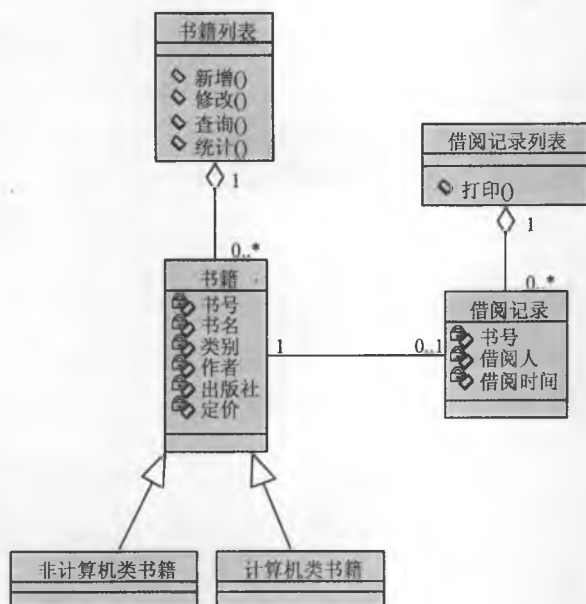 书籍列表
新增()
修改()
查询()
统计()
1
0..*
借阅记录列表
打印()
1
0..*
书籍
书号
书名
类别
作者
出版社
定价
1
0..1
借阅记录
书号
借阅人
借阅时间
非计算机类书籍
计算机类书籍